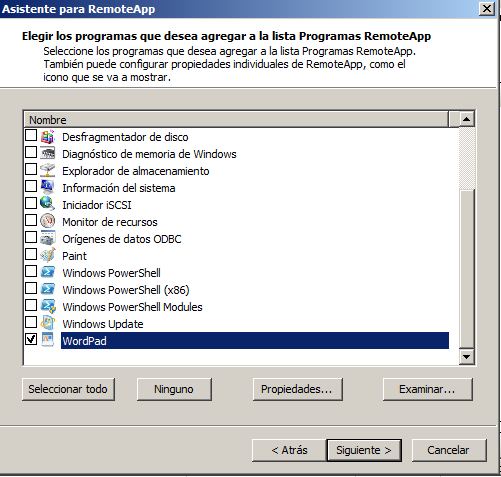 Asistente para RemoteApp
Elegir los programas que desea agregar a la lista Programas RemoteApp
Seleccione los programas que desea agregar a la lista Programas RemoteApp.
También puede configurar propiedades individuales de RemoteApp, como el
icono que se va a mostrar.
Nombre
Desfragmentador de disco
Diagnóstico de memoria de Windows
Explorador de almacenamiento
Información del sistema
Iniciador iSCSI
Monitor de recursos
Orígenes de datos ODBC
Paint
Windows PowerShell
Windows PowerShell (x86)
Windows PowerShell Modules
Windows Update
WordPad
Seleccionar todo Ninguno Propiedades... Examinar...
< Atrás Siguiente > Cancelar